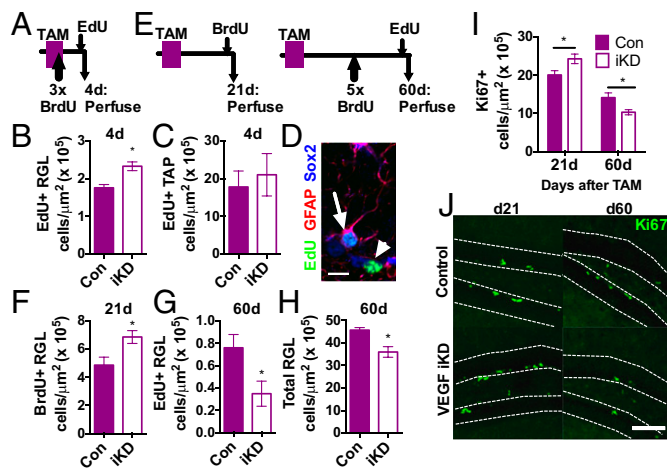 A
TAM
EdU
3x
BrdU
4d:
Perfuse
E
TAM
BrdU
21d:
Perfuse
TAM
EdU
5x
BrdU
60d:
Perfuse
B
4d
EdU+ RGL
cells/µm² (x 10⁵)
3
2
1
0
*
Con
iKD
C
4d
EdU+ TAP
cells/µm² (x 10⁵)
30
20
10
0
Con
iKD
D
EdU GFAP Sox2
F
21d
BrdU+ RGL
cells/µm² (x 10⁵)
8
6
4
2
0
*
Con
iKD
G
60d
EdU+ RGL
cells/µm² (x 10⁵)
1.0
0.8
0.6
0.4
0.2
0.0
*
Con
iKD
H
60d
Total RGL
cells/µm² (x 10⁵)
50
40
30
20
10
0
*
Con
iKD
I
Ki67+
cells/µm² (x 10⁵)
30
20
10
0
*
*
Con
iKD
21d
60d
Days after TAM
J
d21
d60
Ki67
Control
VEGF iKD